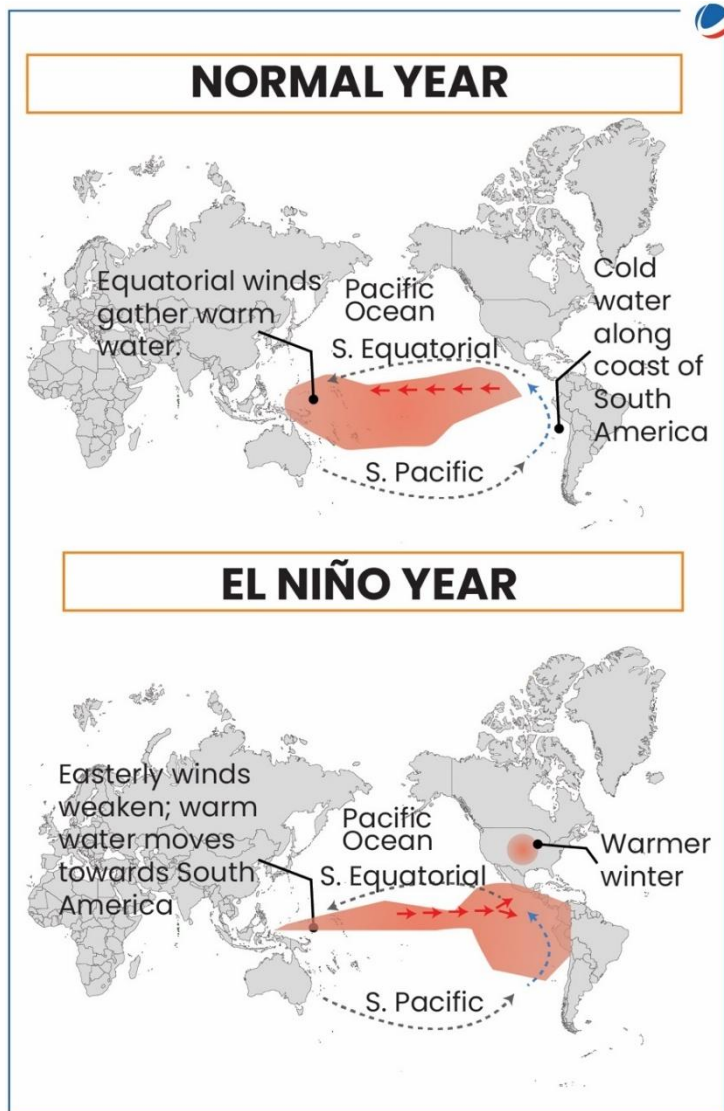 NORMAL YEAR
Equatorial winds
gather warm
water.
Pacific
Ocean
S. Equatorial
Cold
water
along
coast of
South
America
S. Pacific
EL NIÑO YEAR
Easterly winds
weaken; warm
water moves
towards South
America
Pacific
Ocean
S. Equatorial
Warmer
winter
S. Pacific